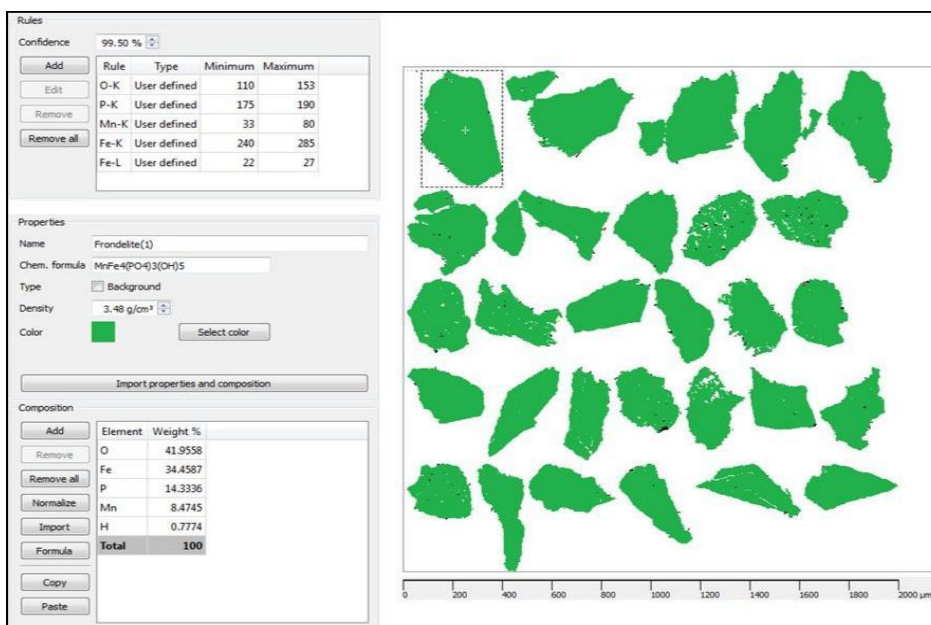 Rules
Confidence 99.50 %
Add
Edit
Remove
Remove all
Rule Type Minimum Maximum
O-K User defined 110 153
P-K User defined 175 190
Mn-K User defined 33 80
Fe-K User defined 240 285
Fe-L User defined 22 27
Properties
Name Frondelite(1)
Chem. formula MnFe4(PO4)3(OH)5
Type Background
Density 3.48 g/cm³
Color Select color
Import properties and composition
Composition
Add
Remove
Remove all
Normalize
Import
Formula
Copy
Paste
Element Weight %
O 41.9558
Fe 34.4587
P 14.3336
Mn 8.4745
H 0.7774
Total 100
0 200 400 600 800 1000 1200 1400 1600 1800 2000 µm